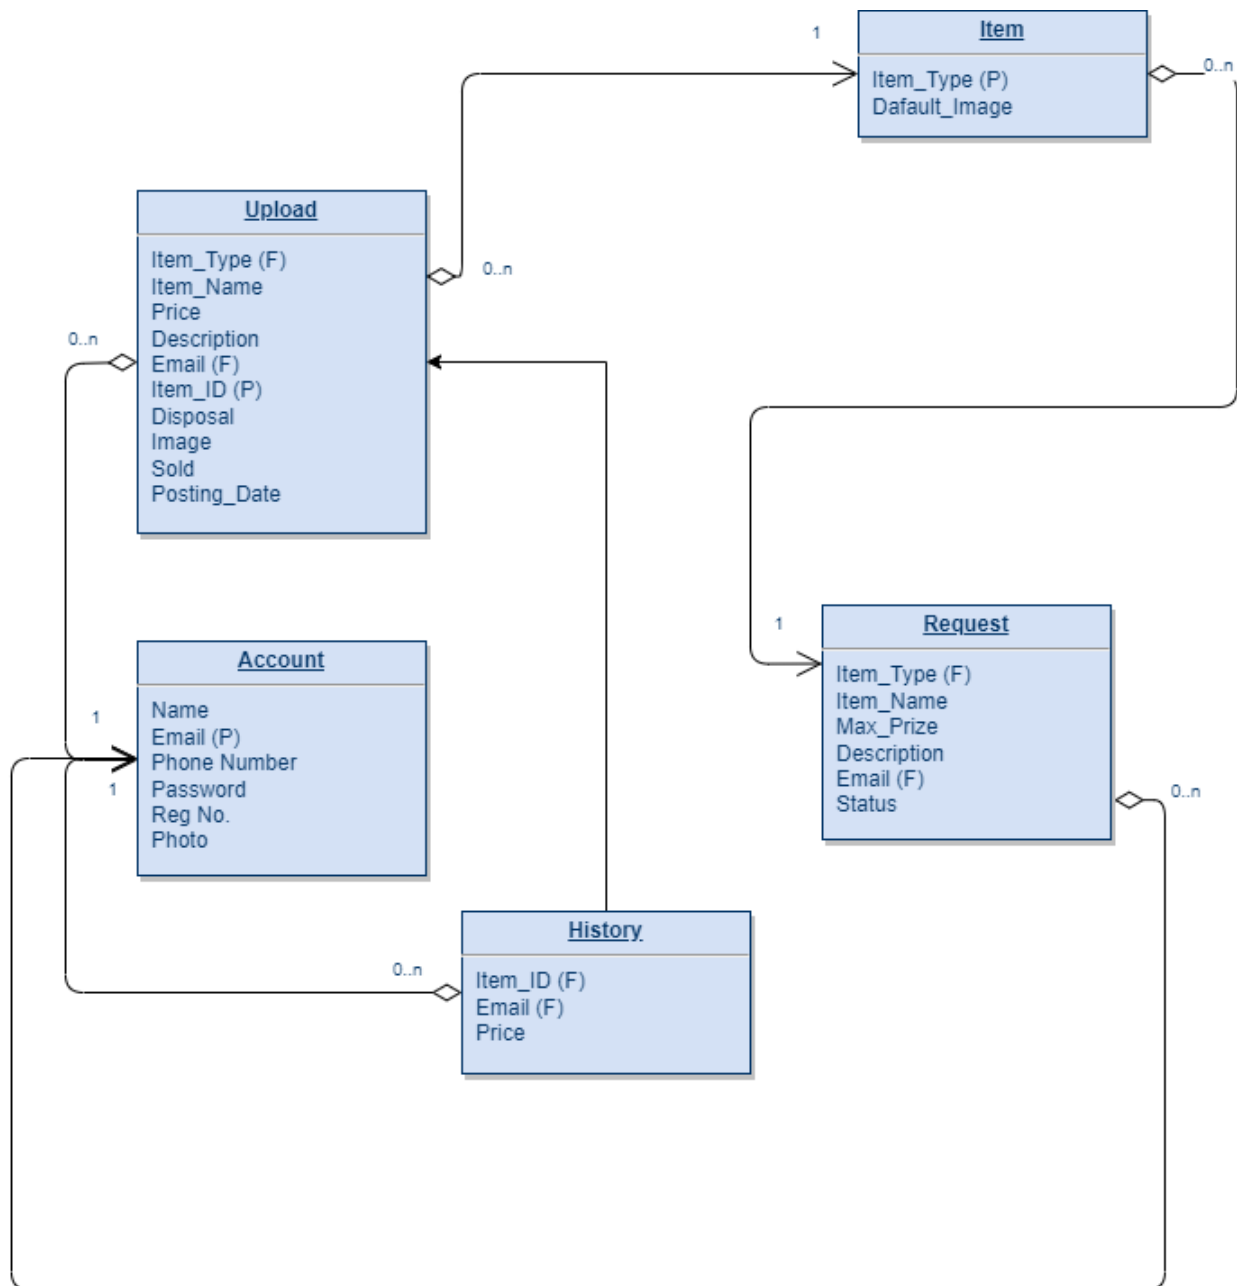 1
Item
0..n
Item_Type (P)
Dafault_Image
Upload
Item_Type (F)
Item_Name
Price
Description
Email (F)
Item_ID (P)
Disposal
Image
Sold
Posting_Date
0..n
0..n
1
Request
Item_Type (F)
Item_Name
Max_Prize
Description
Email (F)
Status
0..n
Account
Name
Email (P)
Phone Number
Password
Reg No.
Photo
1
1
History
Item_ID (F)
Email (F)
Price
0..n